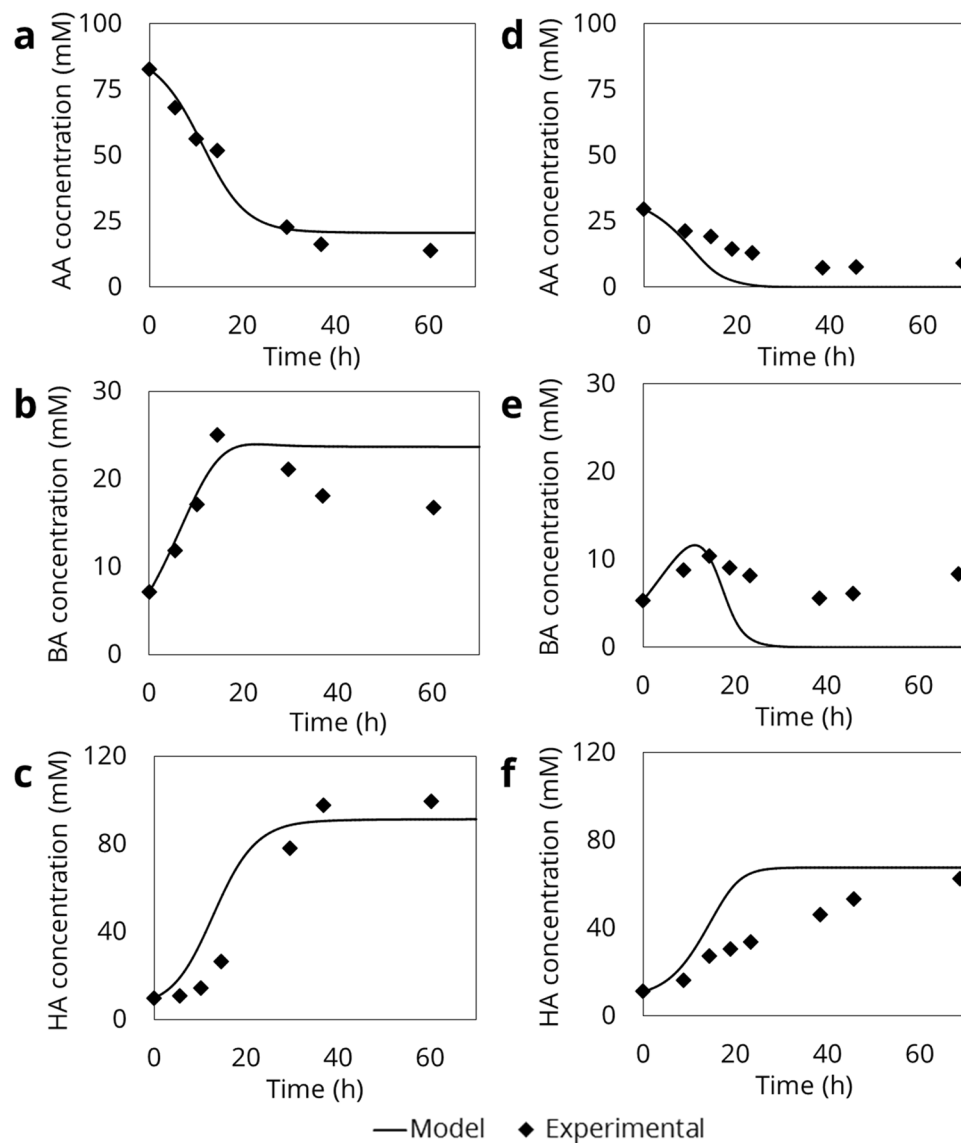 a
AA cocnentration (mM)
100
75
50
25
0
0 20 40 60
Time (h)
d
AA concentration (mM)
100
75
50
25
0
0 20 40 60
Time (h)
b
BA concentration (mM)
30
20
10
0
0 20 40 60
Time (h)
e
BA concentration (mM)
30
20
10
0
0 20 40 60
Time (h)
c
HA concentration (mM)
120
80
40
0
0 20 40 60
Time (h)
f
HA concentration (mM)
120
80
40
0
0 20 40 60
Time (h)
Model Experimental